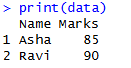 > print(data)
  Name Marks
1 Asha    85
2 Ravi    90